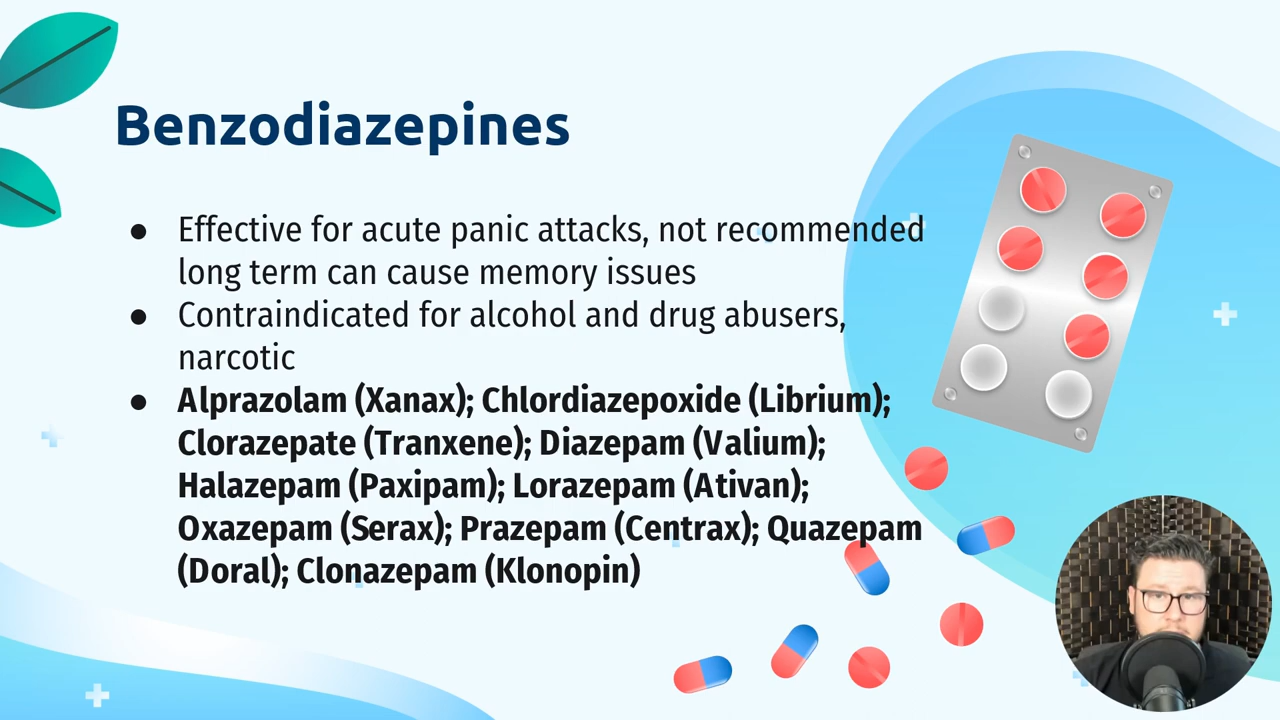 Benzodiazepines
● Effective for acute panic attacks, not recommended
long term can cause memory issues
● Contraindicated for alcohol and drug abusers,
narcotic
● Alprazolam (Xanax); Chlordiazepoxide (Librium);
Clorazepate (Tranxene); Diazepam (Valium);
Halazepam (Paxipam); Lorazepam (Ativan);
Oxazepam (Serax); Prazepam (Centrax); Quazepam
(Doral); Clonazepam (Klonopin)